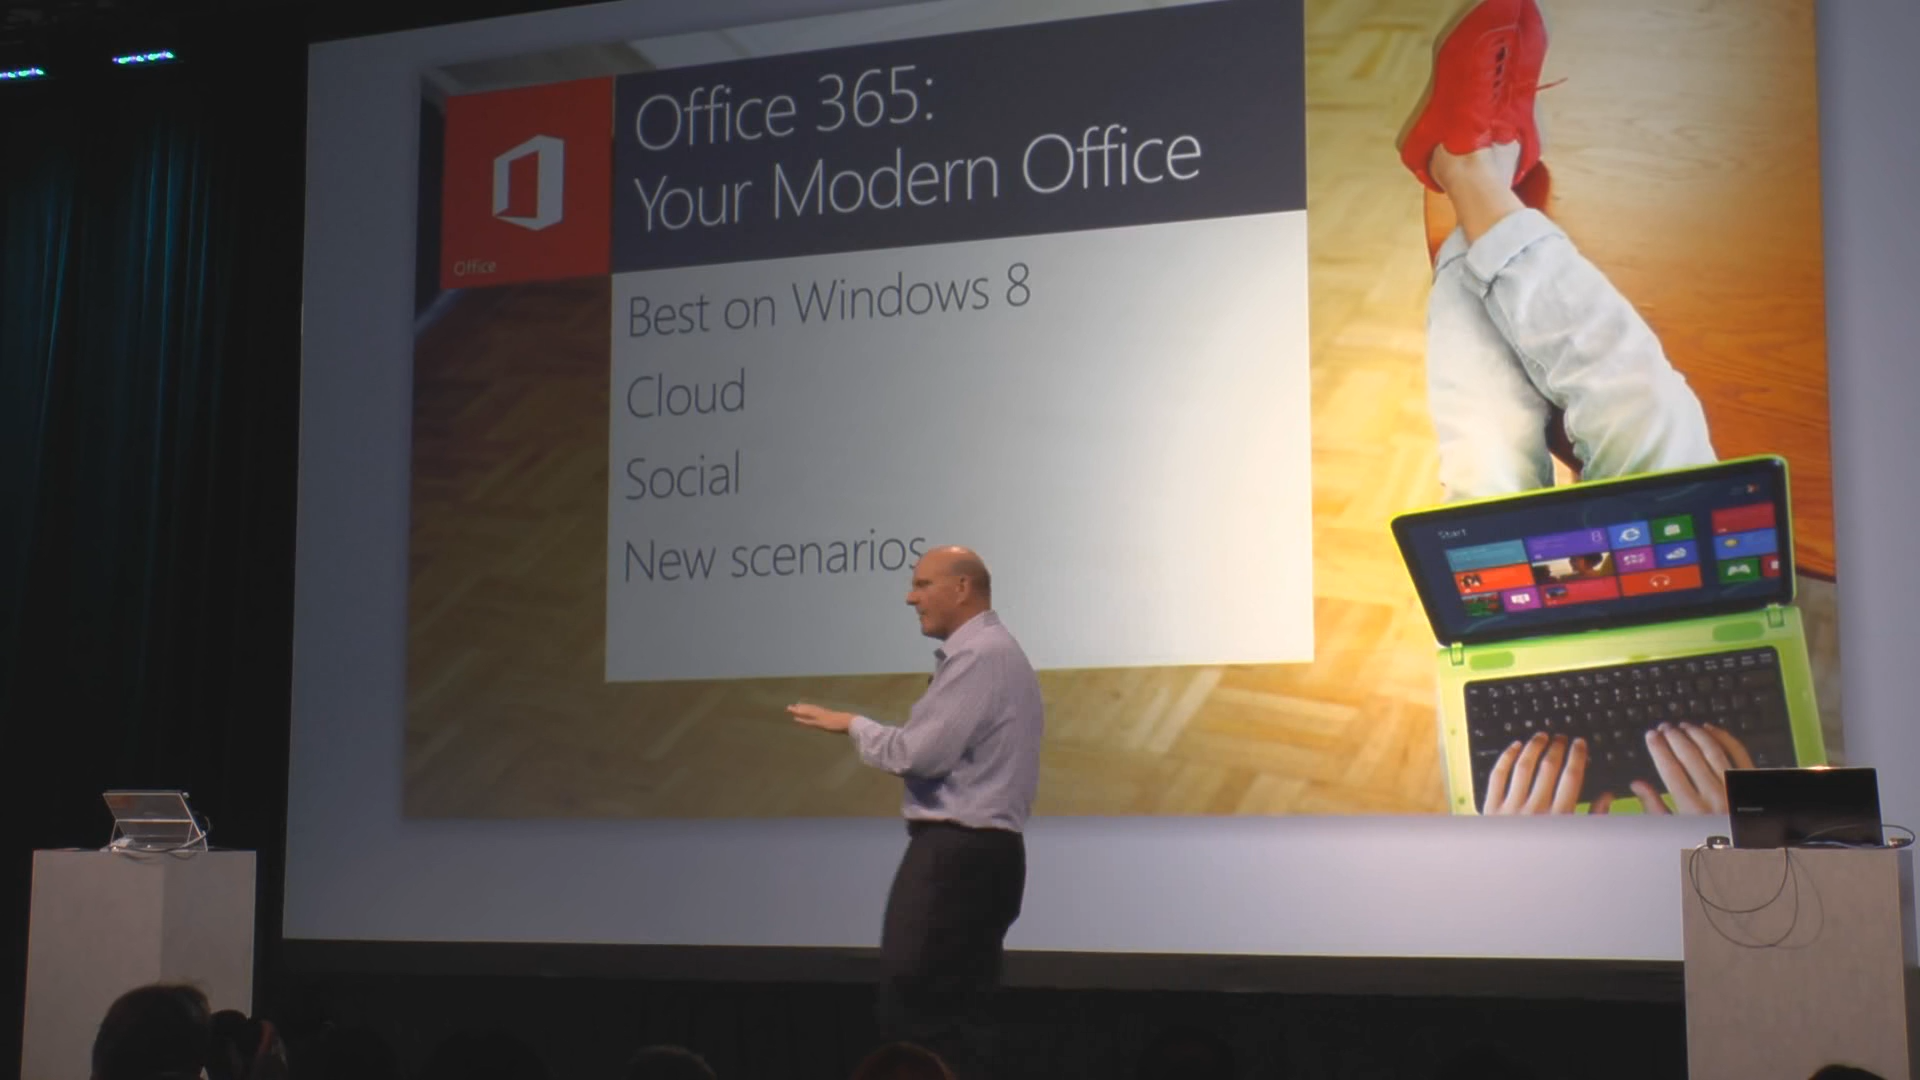 Office
Office 365:
Your Modern Office
Best on Windows 8
Cloud
Social
New scenarios
Start